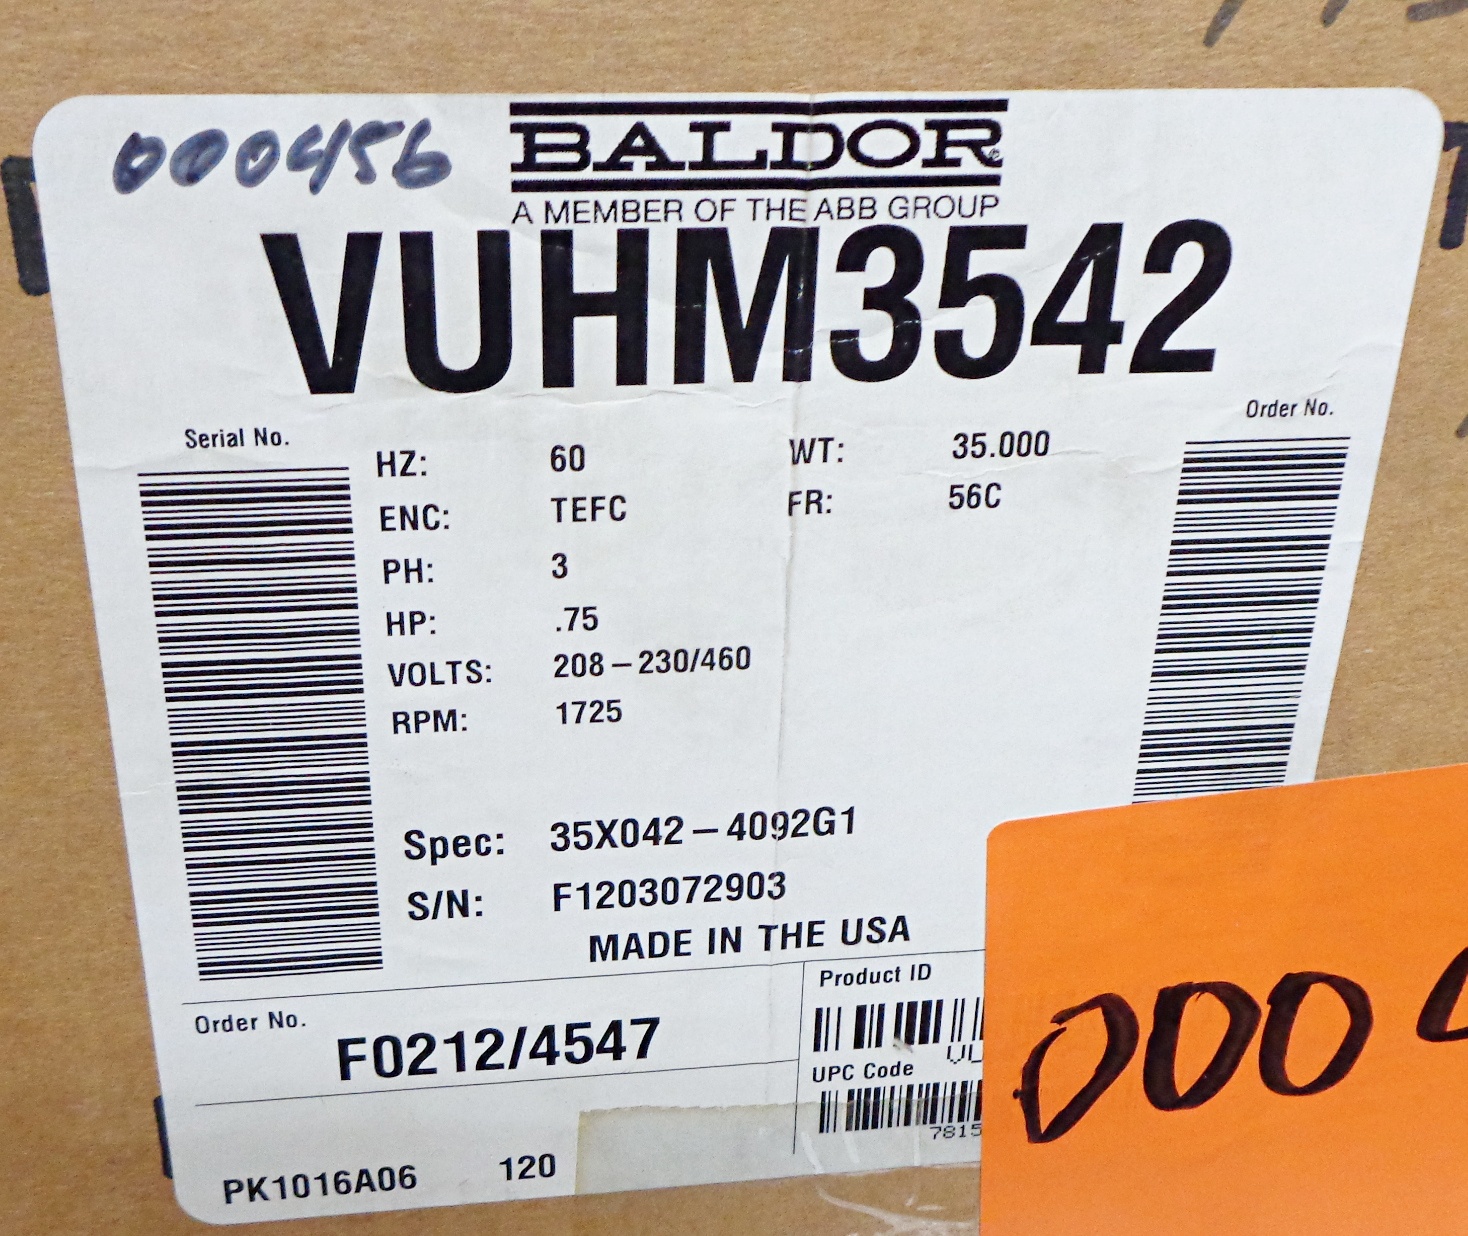 000456
BALDOR
A MEMBER OF THE ABB GROUP
VUHM3542
Serial No.
Order No.
HZ: 60 WT: 35.000
ENC: TEFC FR: 56C
PH: 3
HP: .75
VOLTS: 208-230/460
RPM: 1725
Spec: 35X042-4092G1
S/N: F1203072903
MADE IN THE USA
Order No. F0212/4547
Product ID
UPC Code
7815
PK1016A06 120
000